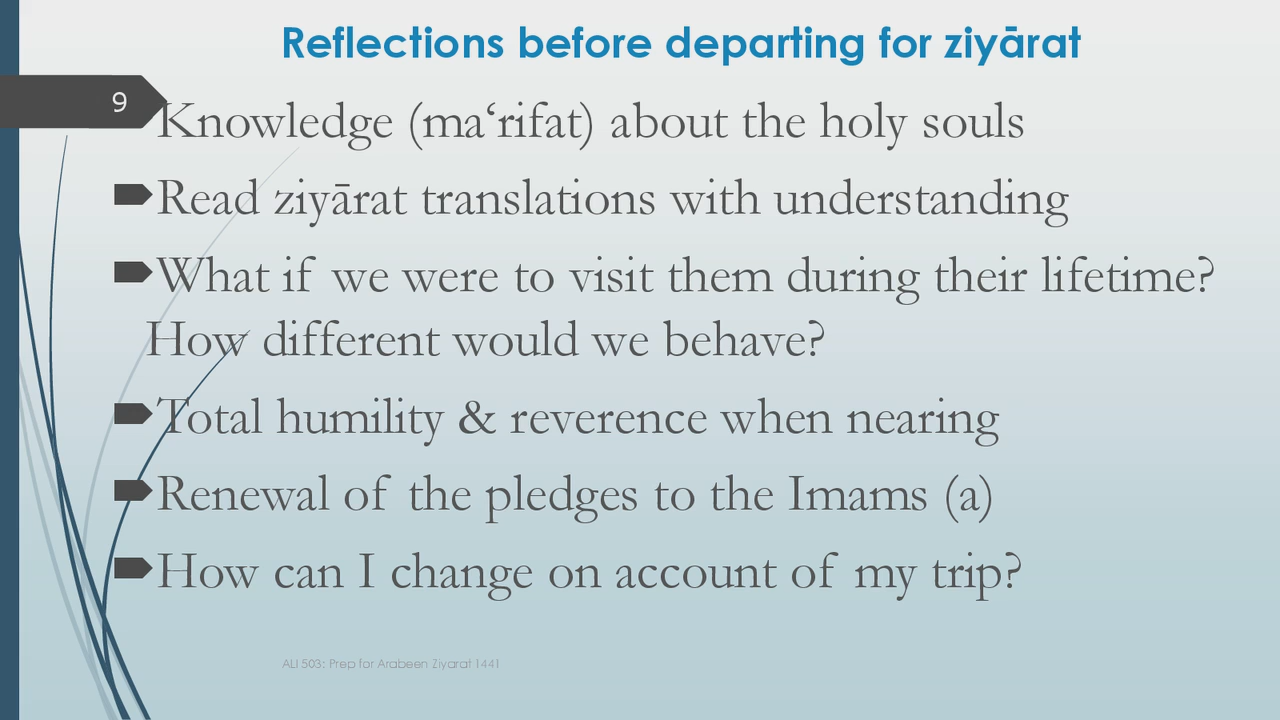 Reflections before departing for ziyārat
9
Knowledge (ma‘rifat) about the holy souls
Read ziyārat translations with understanding
What if we were to visit them during their lifetime?
How different would we behave?
Total humility & reverence when nearing
Renewal of the pledges to the Imams (a)
How can I change on account of my trip?
ALI 503: Prep for Arabeen Ziyarat 1441